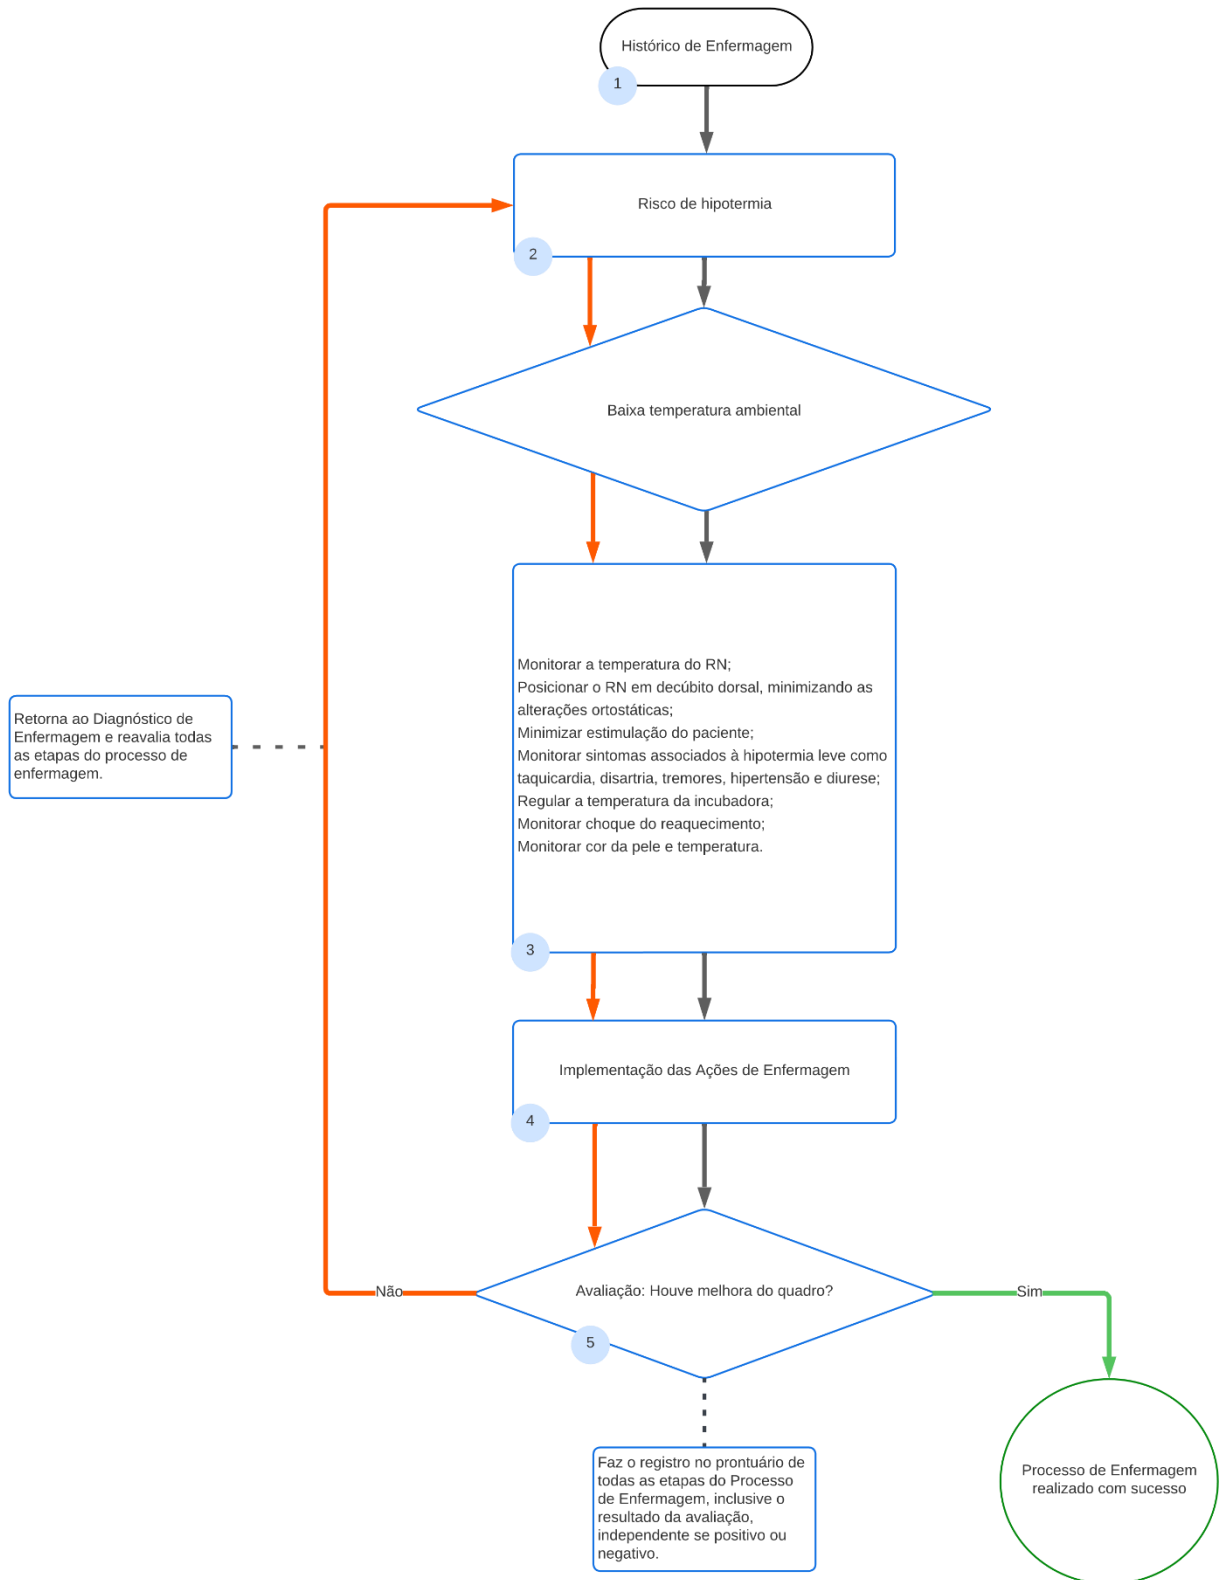 Histórico de Enfermagem
1
Risco de hipotermia
2
Baixa temperatura ambiental
Monitorar a temperatura do RN;
Posicionar o RN em decúbito dorsal, minimizando as
alterações ortostáticas;
Minimizar estimulação do paciente;
Monitorar sintomas associados à hipotermia leve como
taquicardia, disartria, tremores, hipertensão e diurese;
Regular a temperatura da incubadora;
Monitorar choque do reaquecimento;
Monitorar cor da pele e temperatura.
3
Retorna ao Diagnóstico de
Enfermagem e reavalia todas
as etapas do processo de
enfermagem.
Implementação das Ações de Enfermagem
4
Avaliação: Houve melhora do quadro?
5
Não
Sim
Processo de Enfermagem
realizado com sucesso
Faz o registro no prontuário de
todas as etapas do Processo
de Enfermagem, inclusive o
resultado da avaliação,
independente se positivo ou
negativo.